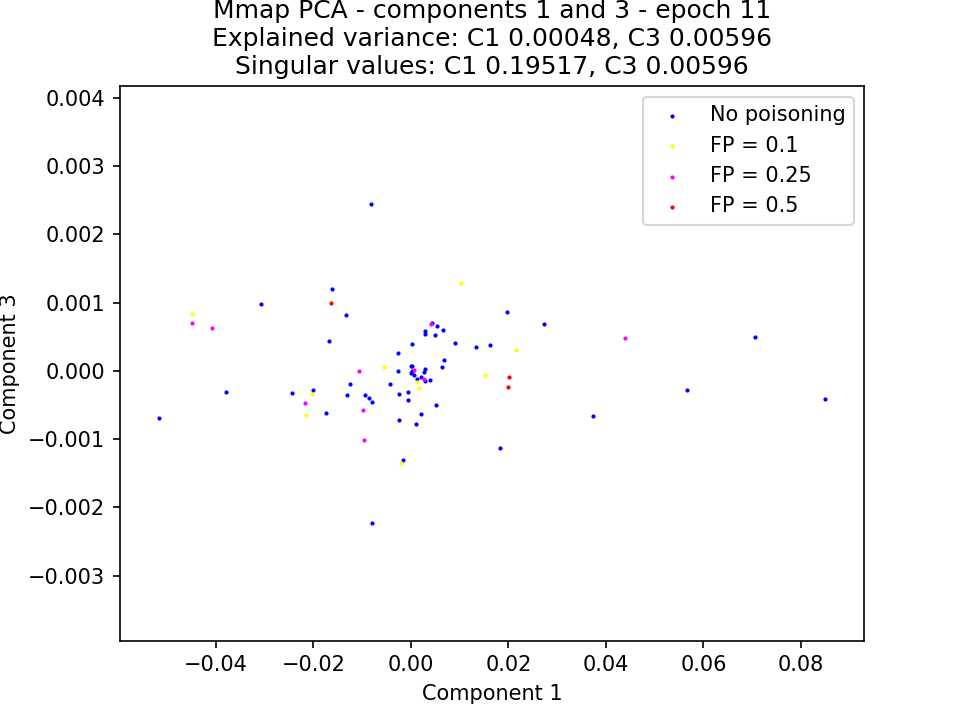 Mmap PCA - components 1 and 3 - epoch 11
Explained variance: C1 0.00048, C3 0.00596
Singular values: C1 0.19517, C3 0.00596
0.004
0.003
0.002
0.001
0.000
−0.001
−0.002
−0.003
Component 3
No poisoning
FP = 0.1
FP = 0.25
FP = 0.5
−0.04 −0.02 0.00 0.02 0.04 0.06 0.08
Component 1